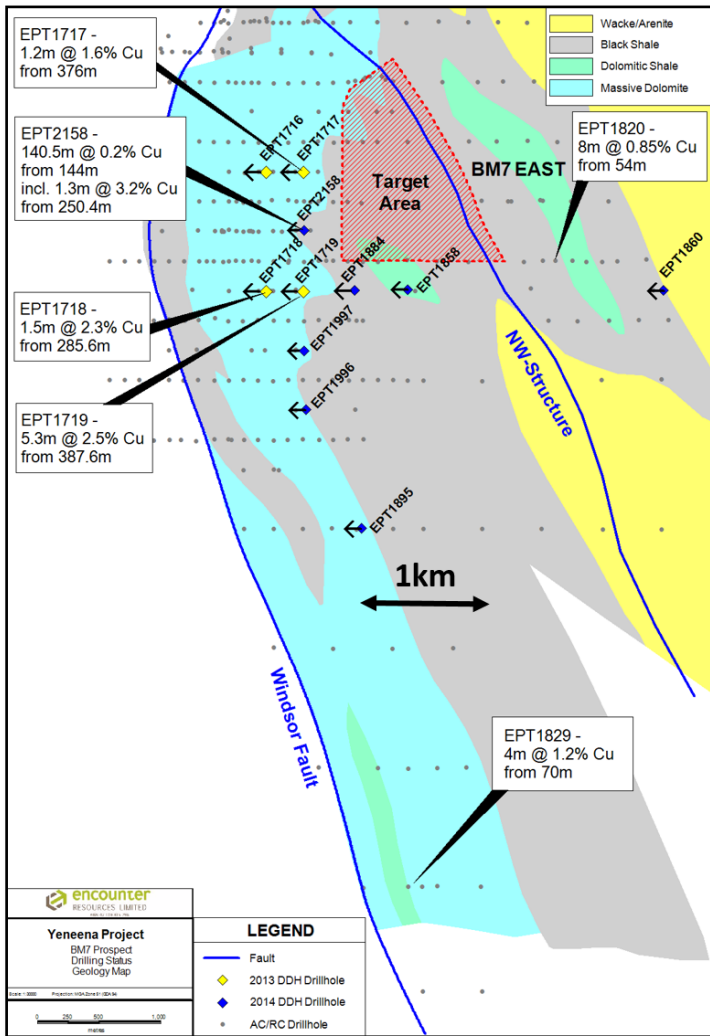 EPT1717 -
1.2m @ 1.6% Cu
from 376m
EPT2158 -
140.5m @ 0.2% Cu
from 144m
incl. 1.3m @ 3.2% Cu
from 250.4m
EPT1718 -
1.5m @ 2.3% Cu
from 285.6m
EPT1719 -
5.3m @ 2.5% Cu
from 387.6m
Wacke/Arenite
Black Shale
Dolomitic Shale
Massive Dolomite
EPT1820 -
8m @ 0.85% Cu
from 54m
BM7 EAST
Target
Area
EPT1716
EPT1717
EPT2158
EPT1718
EPT1719
EPT1884
EPT1858
EPT1860
EPT1997
EPT1996
EPT1895
NW-Structure
1km
Windsor Fault
EPT1829 -
4m @ 1.2% Cu
from 70m
encounter
RESOURCES LIMITED
Yeneena Project
BM7 Prospect
Drilling Status
Geology Map
0 250 500 1,000
LEGEND
Fault
2013 DDH Drillhole
2014 DDH Drillhole
AC/RC Drillhole